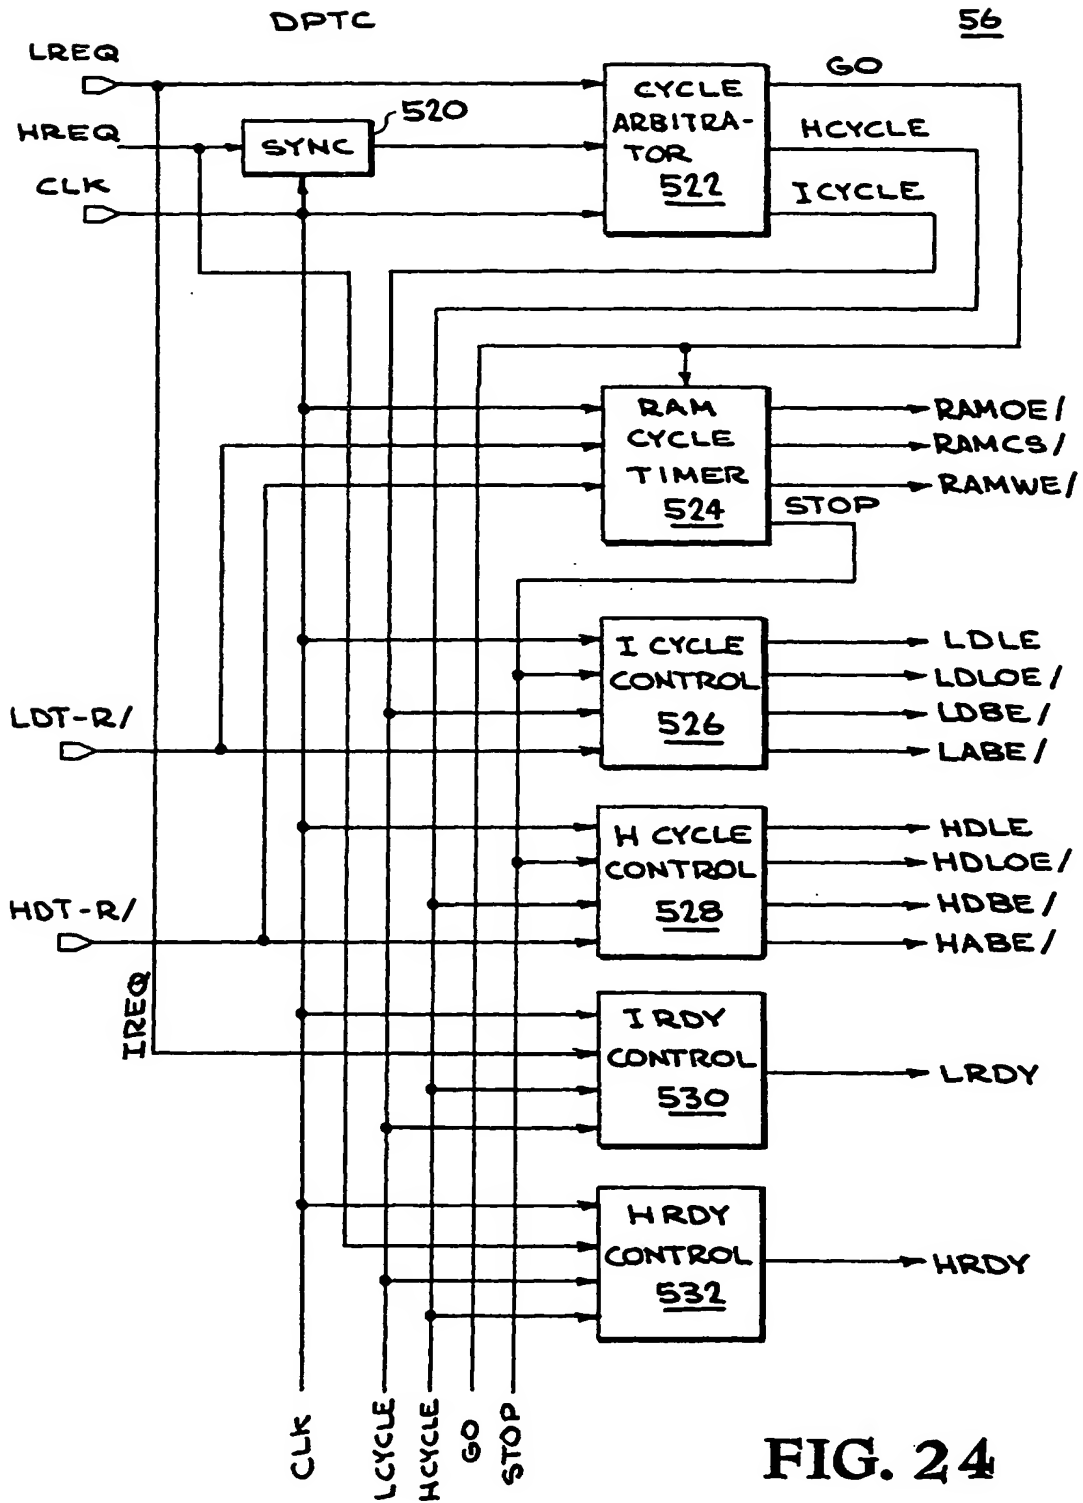 DPTC
56
LREQ
HREQ
CLK
520
SYNC
CYCLE
ARBITRA-
TOR
522
GO
HCYCLE
ICYCLE
RAM
CYCLE
TIMER
524
RAMOE/
RAMCS/
RAMWE/
STOP
I CYCLE
CONTROL
526
LDLE
LDLOE/
LDBE/
LABE/
LDT-R/
H CYCLE
CONTROL
528
HDLE
HDLOE/
HDBE/
HABE/
HDT-R/
IREQ
I RDY
CONTROL
530
LRDY
H RDY
CONTROL
532
HRDY
CLK
LCYCLE
HCYCLE
GO
STOP
FIG. 24